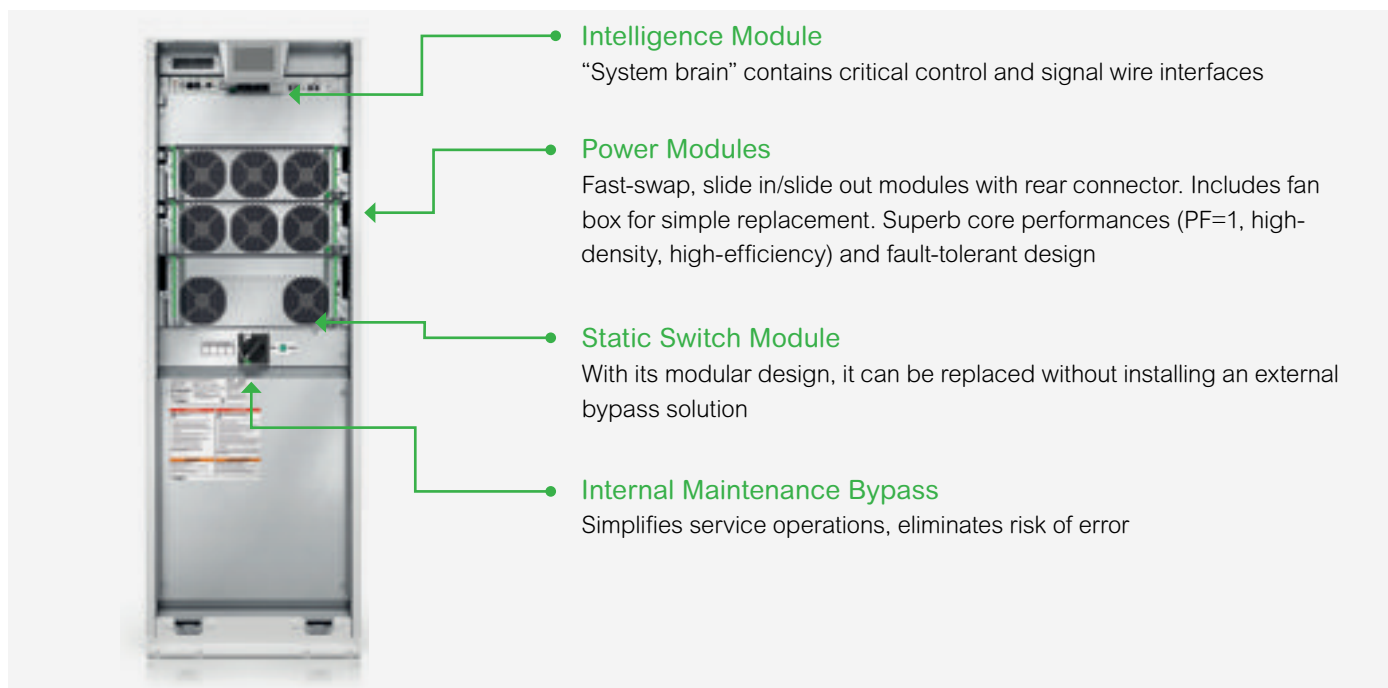 Intelligence Module
“System brain” contains critical control and signal wire interfaces
Power Modules
Fast-swap, slide in/slide out modules with rear connector. Includes fan
box for simple replacement. Superb core performances (PF=1, high-
density, high-efficiency) and fault-tolerant design
Static Switch Module
With its modular design, it can be replaced without installing an external
bypass solution
Internal Maintenance Bypass
Simplifies service operations, eliminates risk of error